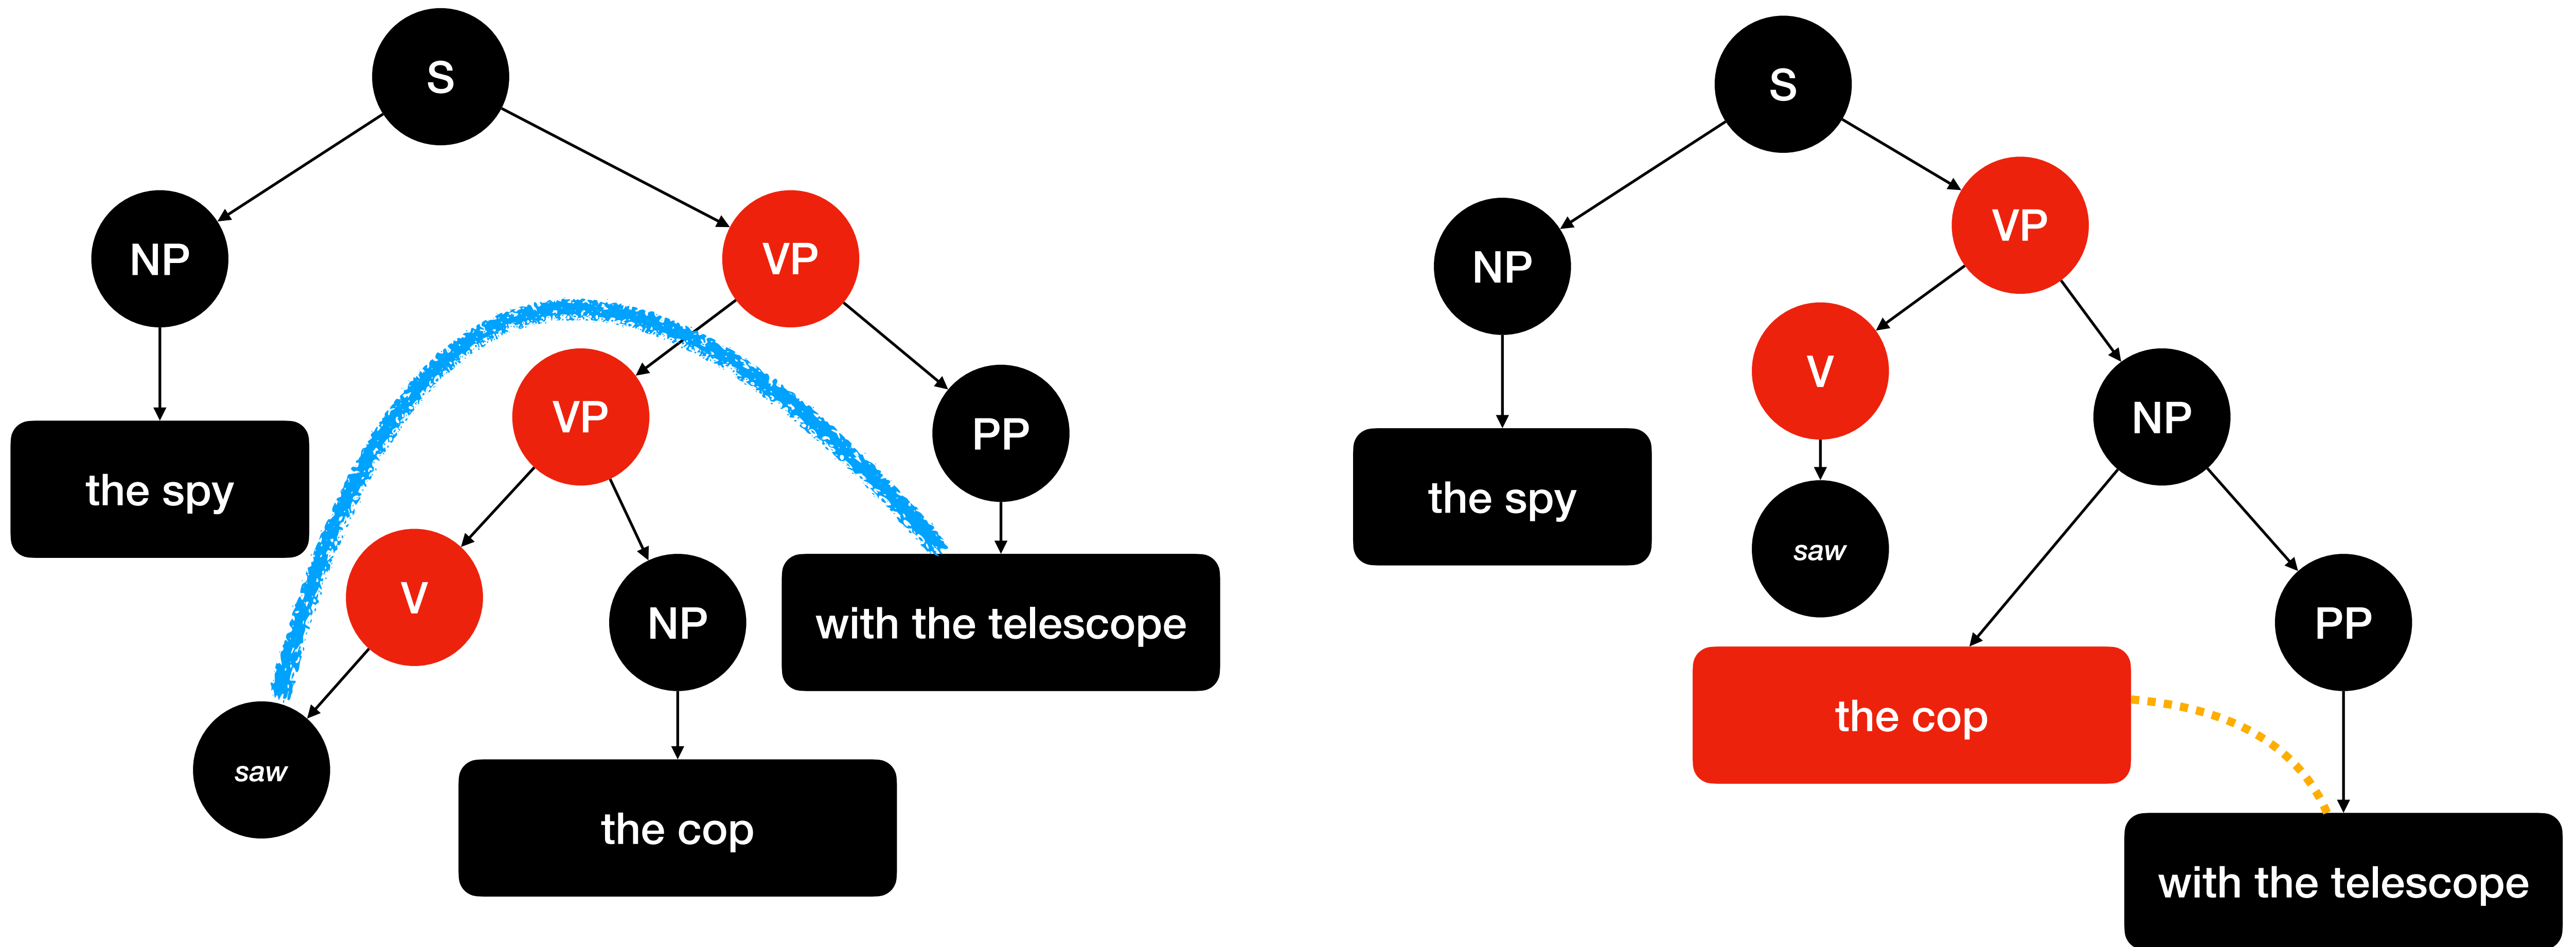 S
NP
VP
the spy
VP
PP
V
NP
with the telescope
saw
the cop
S
NP
VP
the spy
V
NP
saw
the cop
PP
with the telescope